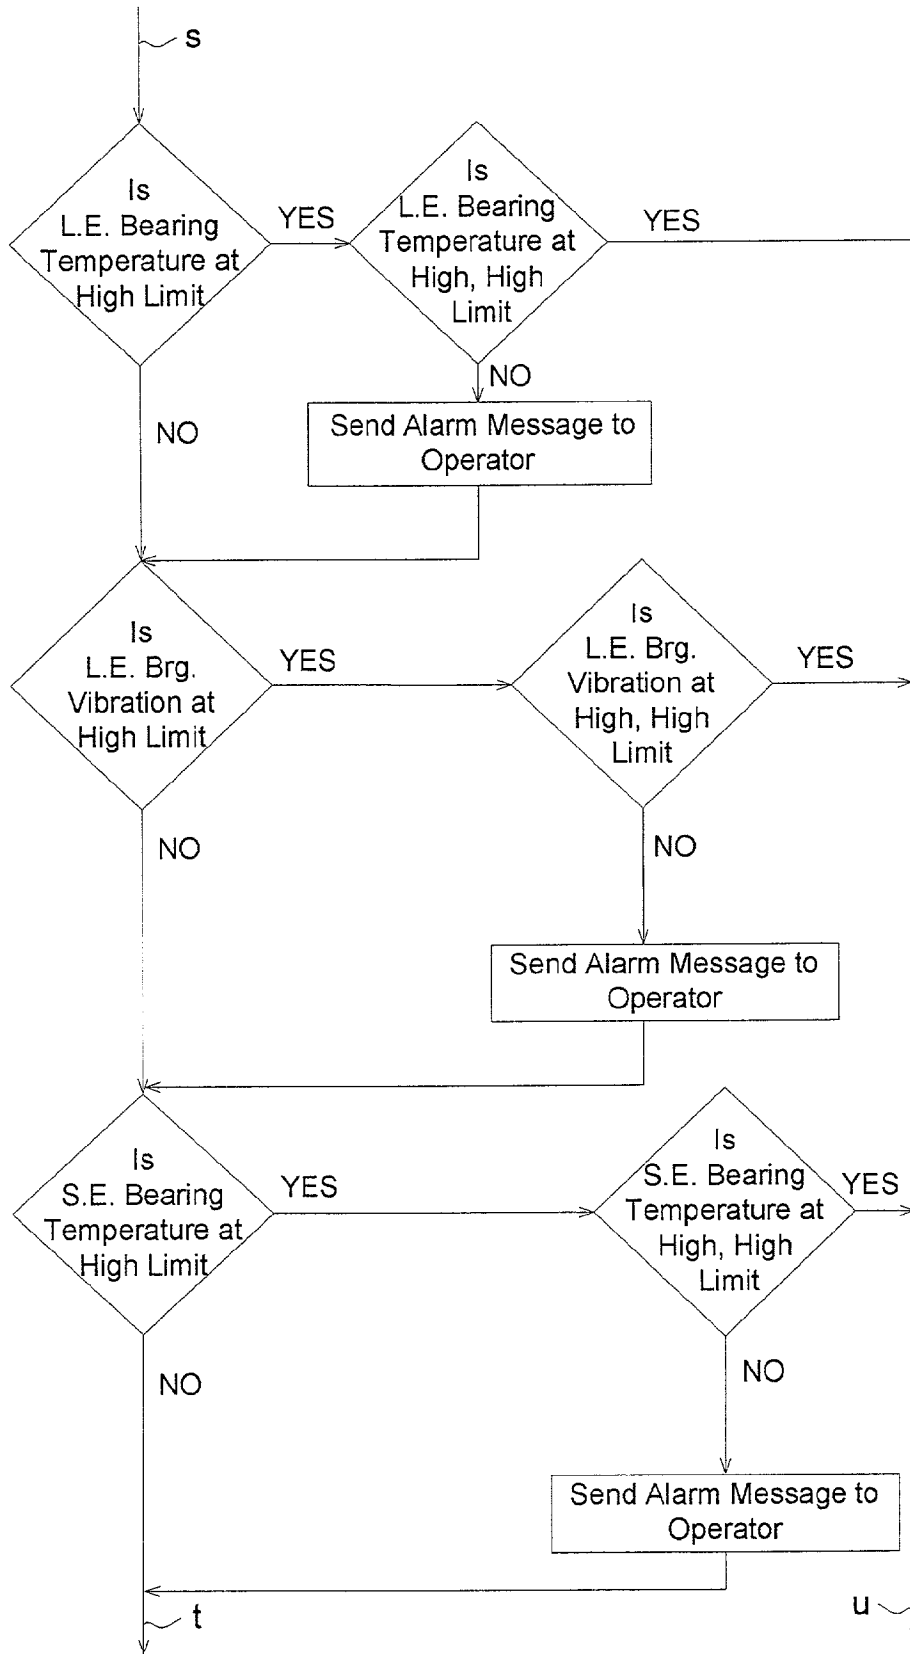 s
Is
L.E. Bearing
Temperature at
High Limit
YES
Is
L.E. Bearing
Temperature at
High, High
Limit
YES
NO
NO
Send Alarm Message to
Operator
Is
L.E. Brg.
Vibration at
High Limit
YES
Is
L.E. Brg.
Vibration at
High, High
Limit
YES
NO
NO
Send Alarm Message to
Operator
Is
S.E. Bearing
Temperature at
High Limit
YES
Is
S.E. Bearing
Temperature at
High, High
Limit
YES
NO
NO
Send Alarm Message to
Operator
t
u